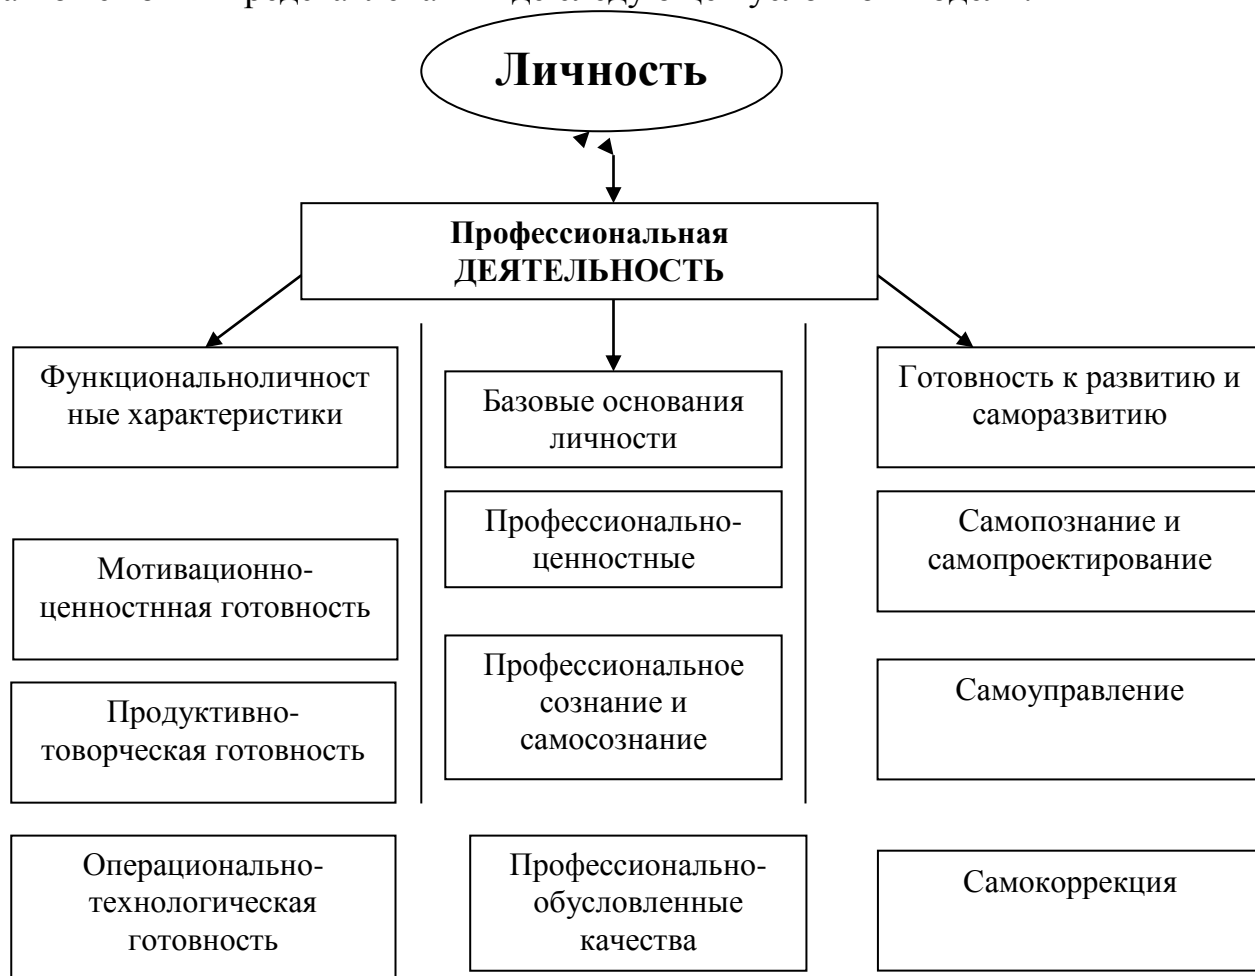 Личность
Профессиональная
ДЕЯТЕЛЬНОСТЬ
Функциональноличност
ные характеристики
Базовые основания
личности
Готовность к развитию и
саморазвитию
Профессионально-
ценностные
Самопознание и
самопроектирование
Мотивационно-
ценностнная готовность
Профессиональное
сознание и
самосознание
Самоуправление
Продуктивно-
товорческая готовность
Операционально-
технологическая
готовность
Профессионально-
обусловленные
качества
Самокоррекция